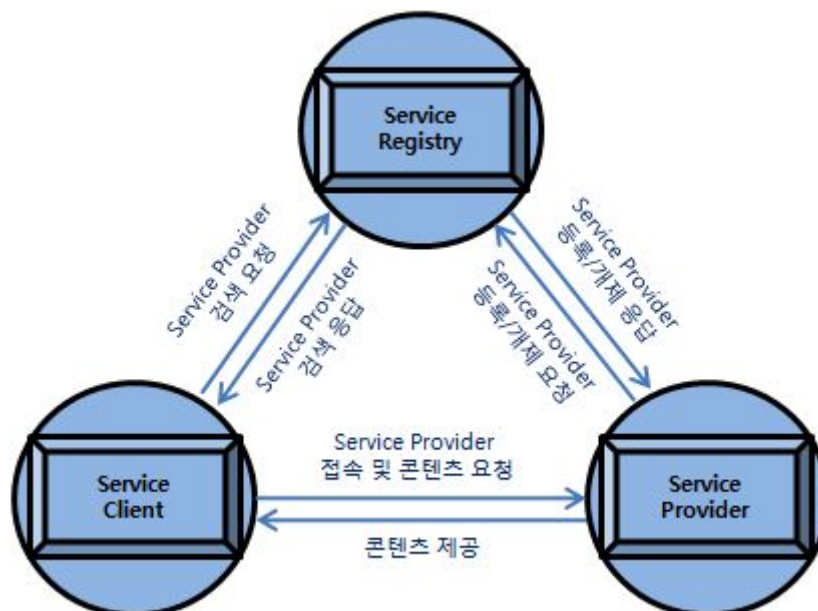 Service
Registry
Service Provider
검색 요청
Service Provider
검색 응답
Service Provider
등록/개제 응답
Service Provider
등록/개제 요청
Service
Client
Service Provider
접속 및 콘텐츠 요청
콘텐츠 제공
Service
Provider